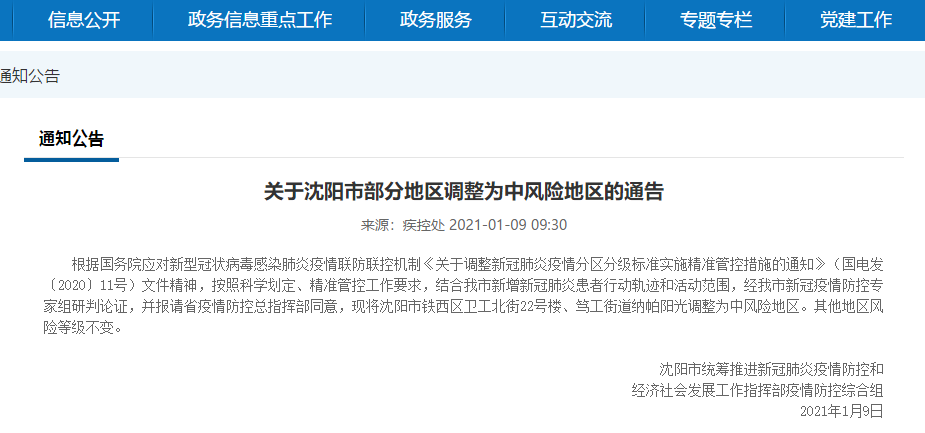 信息公开 政务信息重点工作 政务服务 互动交流 专题专栏 党建工作
通知公告
通知公告
关于沈阳市部分地区调整为中风险地区的通告
来源：疾控处 2021-01-09 09:30
根据国务院应对新型冠状病毒感染肺炎疫情联防联控机制《关于调整新冠肺炎疫情分区分级标准实施精准管控措施的通知》（国电发
〔2020〕11号）文件精神，按照科学划定、精准管控工作要求，结合我市新增新冠肺炎患者行动轨迹和活动范围，经我市新冠疫情防控专
家组研判论证，并报请省疫情防控总指挥部同意，现将沈阳市铁西区卫工北街22号楼、笃工街道纳帕阳光调整为中风险地区。其他地区风
险等级不变。
沈阳市统筹推进新冠肺炎疫情防控和
经济社会发展工作指挥部疫情防控综合组
2021年1月9日